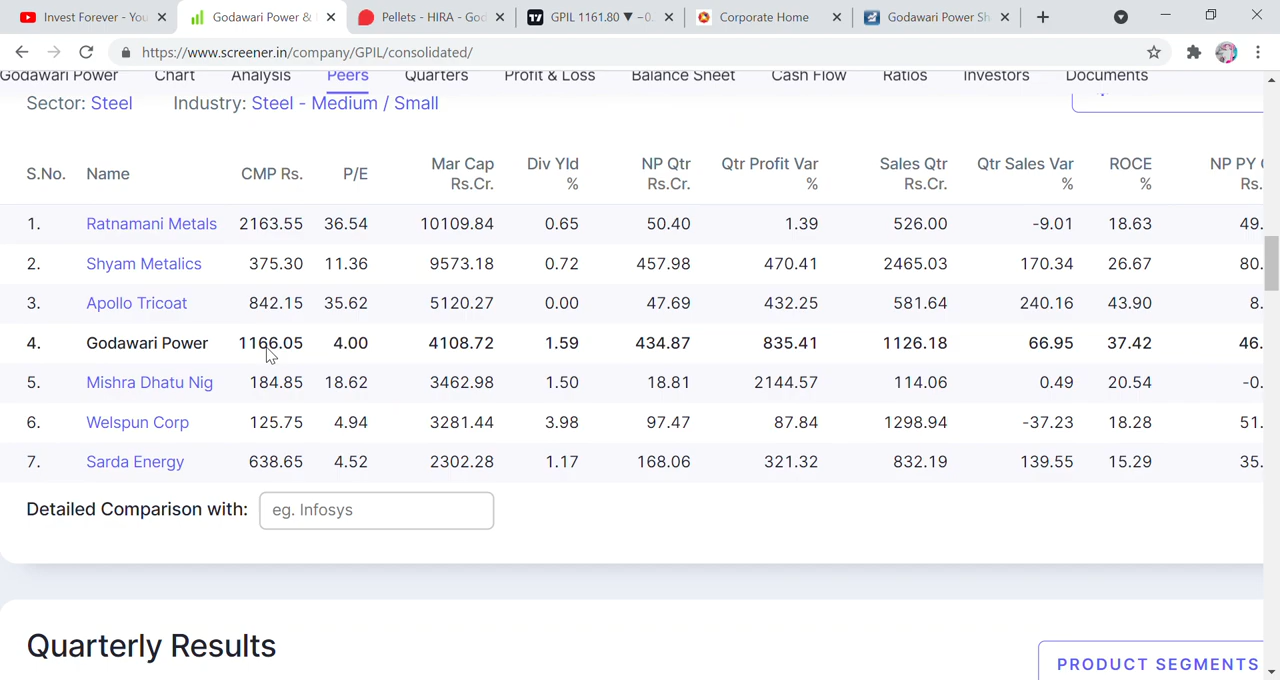 Invest Forever - You
Godawari Power &
Pellets - HIRA - Go
GPIL 1161.80 ▼ −0.
Corporate Home
Godawari Power Sh
https://www.screener.in/company/GPIL/consolidated/
Godawari Power Chart Analysis Peers Quarters Profit & Loss Balance Sheet Cash Flow Ratios Investors Documents
Sector: Steel Industry: Steel - Medium / Small
S.No. Name CMP Rs. P/E Mar Cap Rs.Cr. Div Yld % NP Qtr Rs.Cr. Qtr Profit Var % Sales Qtr Rs.Cr. Qtr Sales Var % ROCE % NP PY Rs.
1. Ratnamani Metals 2163.55 36.54 10109.84 0.65 50.40 1.39 526.00 -9.01 18.63 49.
2. Shyam Metalics 375.30 11.36 9573.18 0.72 457.98 470.41 2465.03 170.34 26.67 80.
3. Apollo Tricoat 842.15 35.62 5120.27 0.00 47.69 432.25 581.64 240.16 43.90 8.
4. Godawari Power 1166.05 4.00 4108.72 1.59 434.87 835.41 1126.18 66.95 37.42 46.
5. Mishra Dhatu Nig 184.85 18.62 3462.98 1.50 18.81 2144.57 114.06 0.49 20.54 -0.
6. Welspun Corp 125.75 4.94 3281.44 3.98 97.47 87.84 1298.94 -37.23 18.28 51.
7. Sarda Energy 638.65 4.52 2302.28 1.17 168.06 321.32 832.19 139.55 15.29 35.
Detailed Comparison with: eg. Infosys
Quarterly Results
PRODUCT SEGMENTS